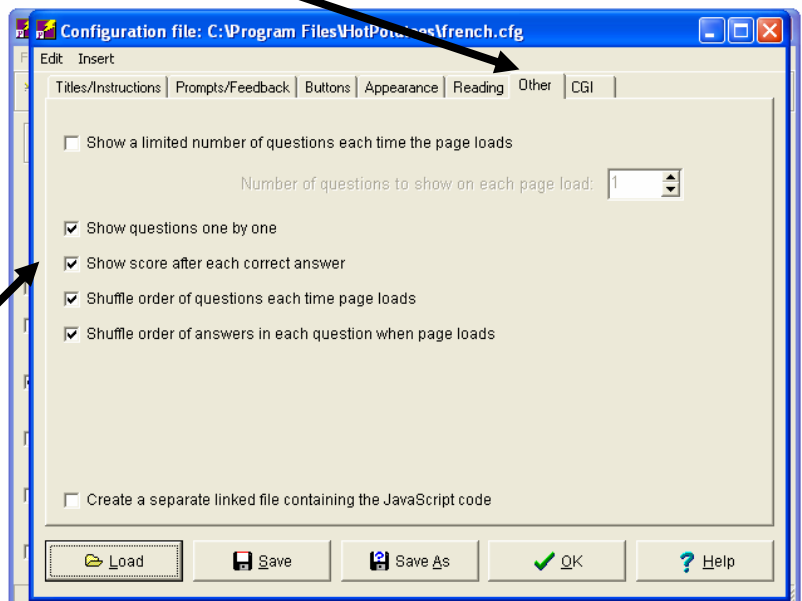 Configuration file: C:\Program Files\HotPotatoes\french.cfg
Edit Insert
Titles/Instructions Prompts/Feedback Buttons Appearance Reading Other CGI
Show a limited number of questions each time the page loads
Number of questions to show on each page load: 1
Show questions one by one
Show score after each correct answer
Shuffle order of questions each time page loads
Shuffle order of answers in each question when page loads
Create a separate linked file containing the JavaScript code
Load Save Save As OK Help